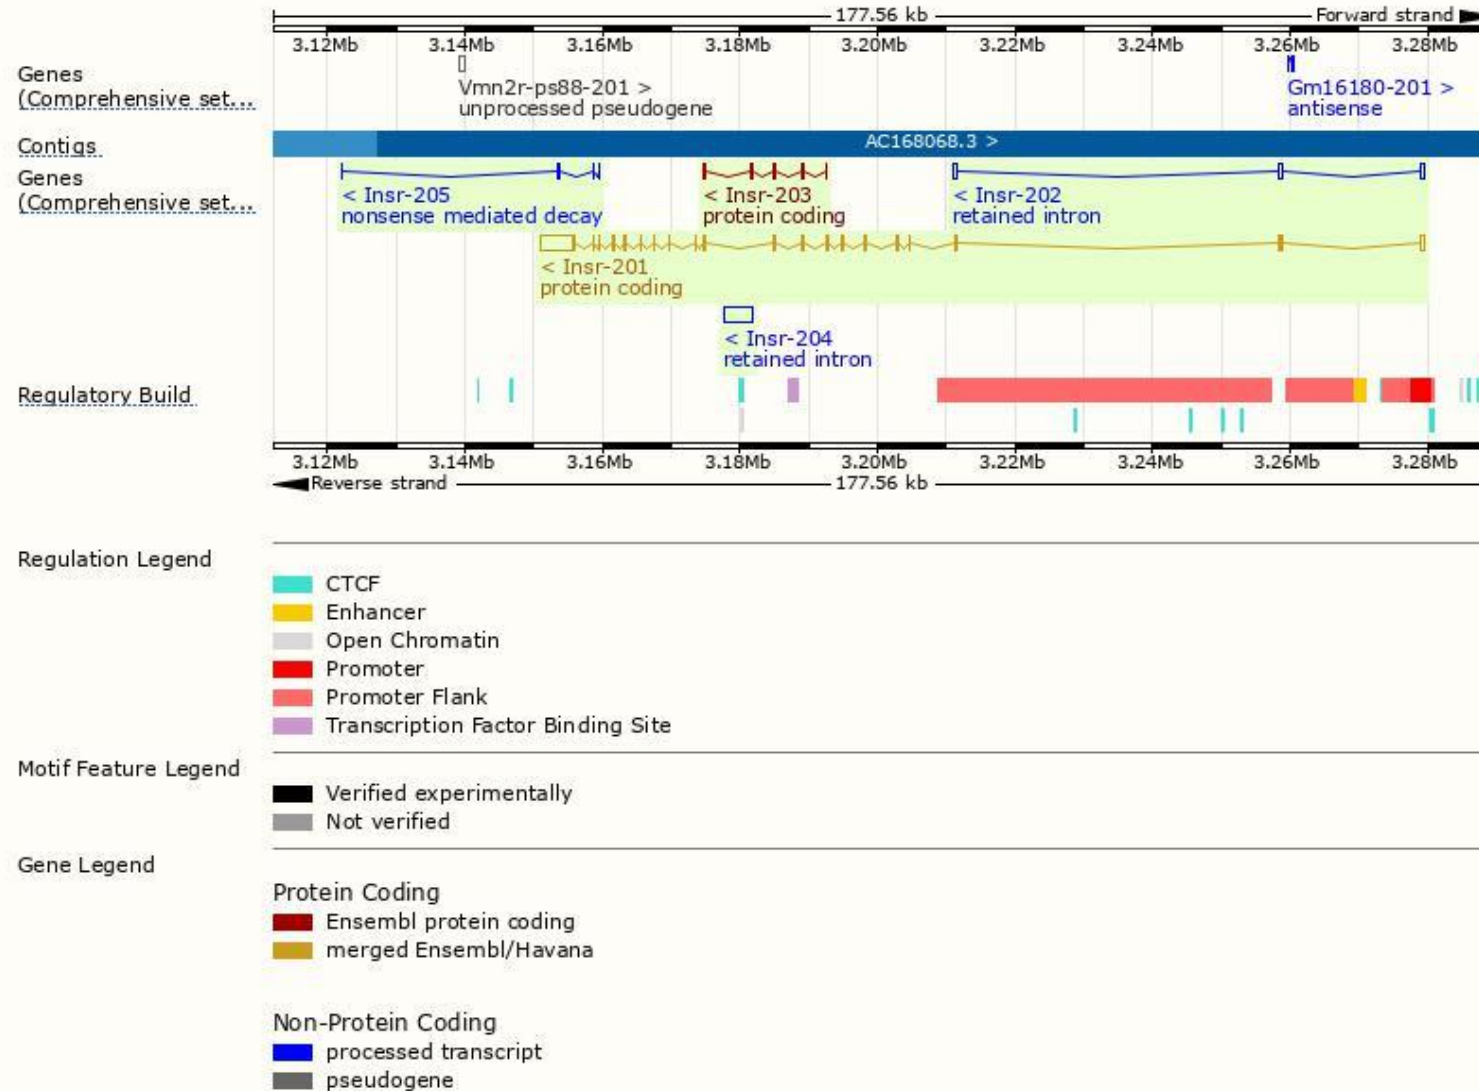 177.56 kb Forward strand
3.12Mb 3.14Mb 3.16Mb 3.18Mb 3.20Mb 3.22Mb 3.24Mb 3.26Mb 3.28Mb
Genes
(Comprehensive set...
Vmn2r-ps88-201 >
unprocessed pseudogene
Gm16180-201 >
antisense
Contigs
AC168068.3 >
Genes
(Comprehensive set...
< Insr-205
nonsense mediated decay
< Insr-203
protein coding
< Insr-202
retained intron
< Insr-201
protein coding
< Insr-204
retained intron
Regulatory Build
3.12Mb 3.14Mb 3.16Mb 3.18Mb 3.20Mb 3.22Mb 3.24Mb 3.26Mb 3.28Mb
Reverse strand 177.56 kb
Regulation Legend
CTCF
Enhancer
Open Chromatin
Promoter
Promoter Flank
Transcription Factor Binding Site
Motif Feature Legend
Verified experimentally
Not verified
Gene Legend
Protein Coding
Ensembl protein coding
merged Ensembl/Havana
Non-Protein Coding
processed transcript
pseudogene